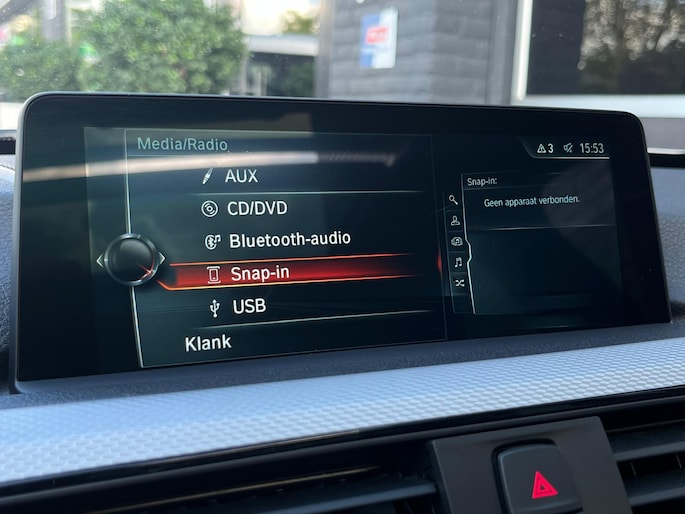 Media/Radio
3 15:53
AUX
CD/DVD
Bluetooth-audio
Snap-in
USB
Klank
Snap-in:
Geen apparaat verbonden.